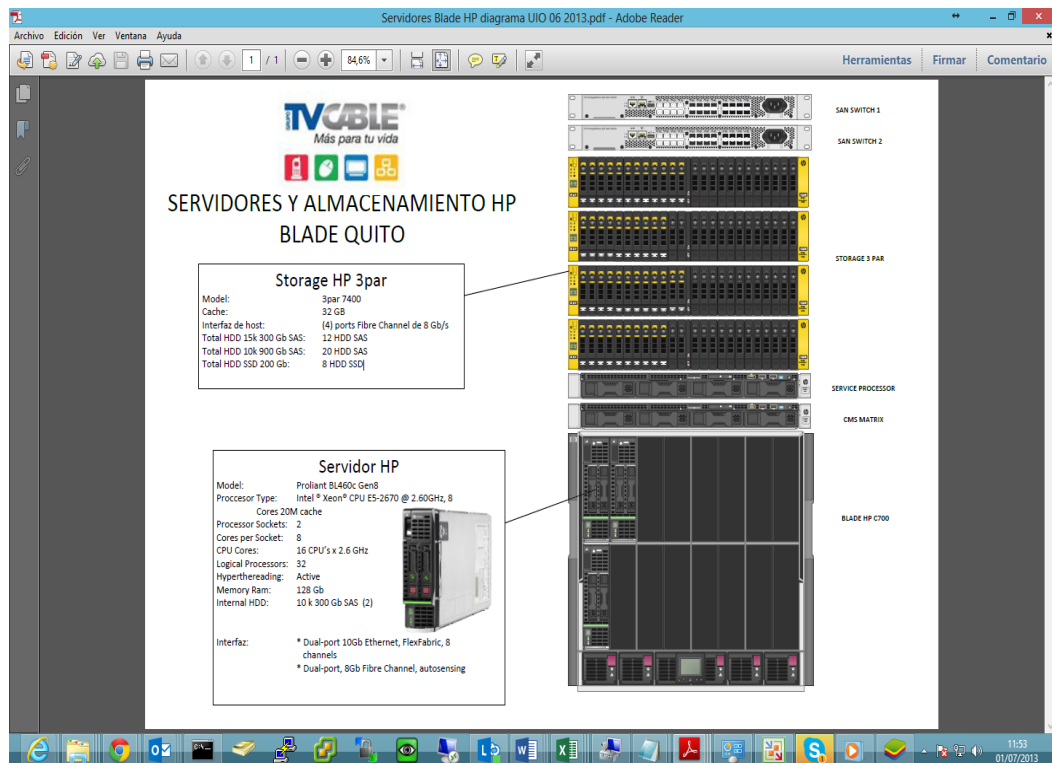 Servidores Blade HP diagrama UIO 06 2013.pdf - Adobe Reader
Archivo Edición Ver Ventana Ayuda
1 / 1 84,6% Herramientas Firmar Comentario
GRUPO
TVCABLE
Más para tu vida
SERVIDORES Y ALMACENAMIENTO HP
BLADE QUITO
Storage HP 3par
Model: 3par 7400
Cache: 32 GB
Interfaz de host: (4) ports Fibre Channel de 8 Gb/s
Total HDD 15k 300 Gb SAS: 12 HDD SAS
Total HDD 10k 900 Gb SAS: 20 HDD SAS
Total HDD SSD 200 Gb: 8 HDD SSD
Servidor HP
Model: Proliant BL460c Gen8
Proccesor Type: Intel ® Xeon® CPU E5-2670 @ 2.60GHz, 8
Cores 20M cache
Processor Sockets: 2
Cores per Socket: 8
CPU Cores: 16 CPU's x 2.6 GHz
Logical Processors: 32
Hyperthereading: Active
Memory Ram: 128 Gb
Internal HDD: 10 k 300 Gb SAS (2)
Interfaz: * Dual-port 10Gb Ethernet, FlexFabric, 8
channels
* Dual-port, 8Gb Fibre Channel, autosensing
SAN SWITCH 1
SAN SWITCH 2
STORAGE 3 PAR
SERVICE PROCESSOR
CMS MATRIX
BLADE HP C700
11:53
01/07/2013